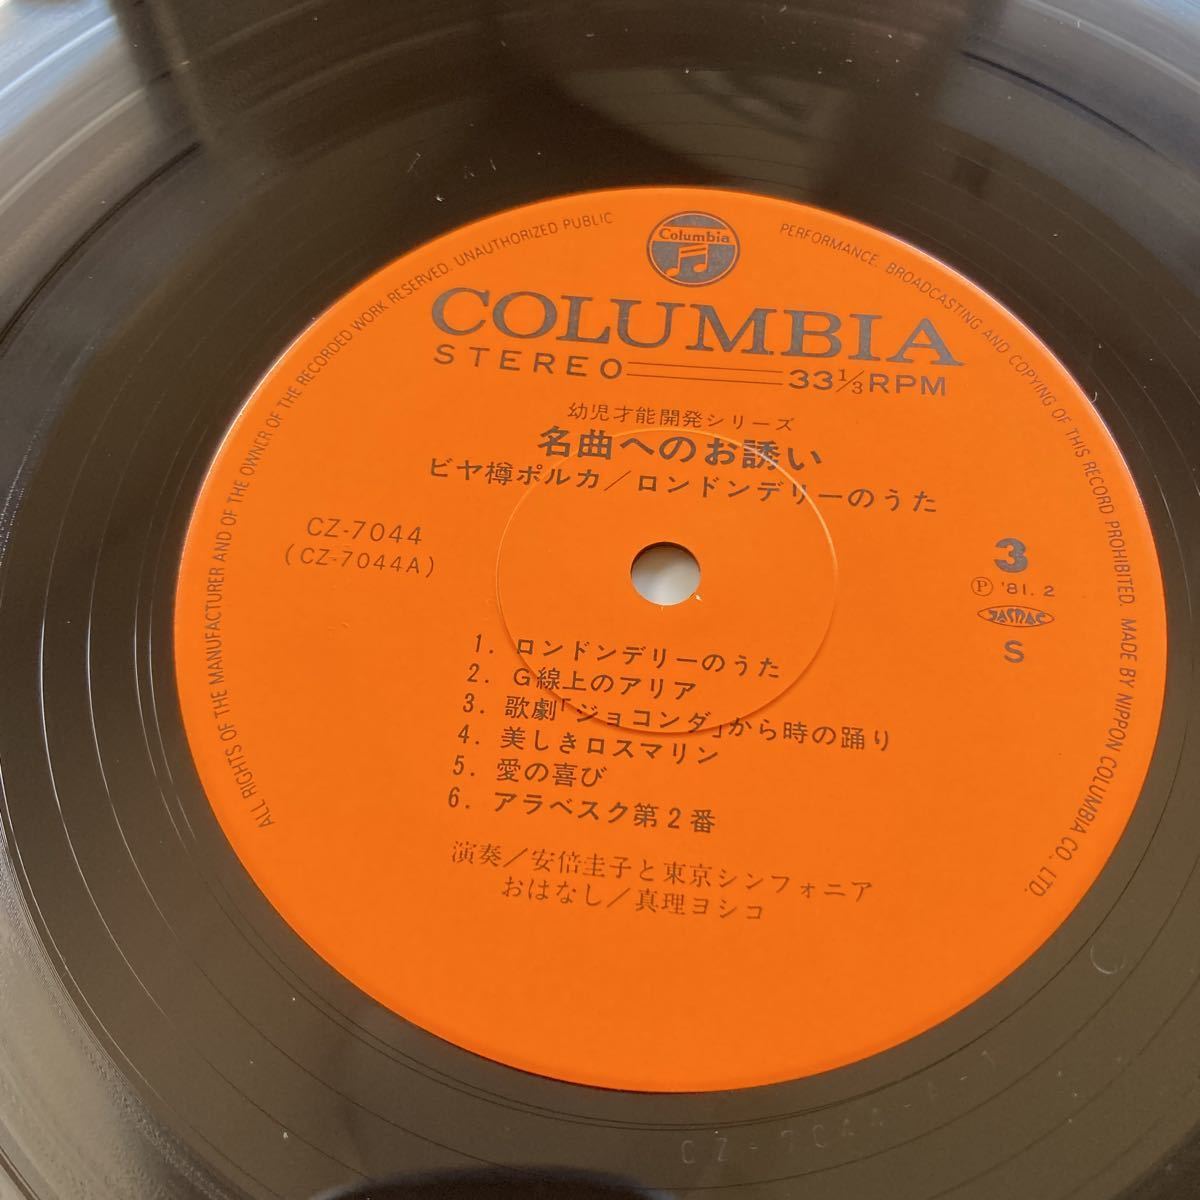 Columbia
ALL RIGHTS OF THE MANUFACTURER AND OF THE OWNER OF THE RECORDED WORK RESERVED. UNAUTHORIZED PUBLIC PERFORMANCE. BROADCASTING AND COPYING OF THIS RECORD PROHIBITED. MADE BY NIPPON COLUMBIA CO., LTD.
COLUMBIA
STEREO 33 1/3 RPM
幼児才能開発シリーズ
名曲へのお誘い
ビヤ樽ポルカ/ロンドンデリーのうた
CZ-7044
(CZ-7044A)
3
Ⓟ '81.2
JASRAC
S
1. ロンドンデリーのうた
2. G線上のアリア
3. 歌劇「ジョコンダ」から時の踊り
4. 美しきロスマリン
5. 愛の喜び
6. アラベスク第2番
演奏/安倍圭子と東京シンフォニア
おはなし/真理ヨシコ